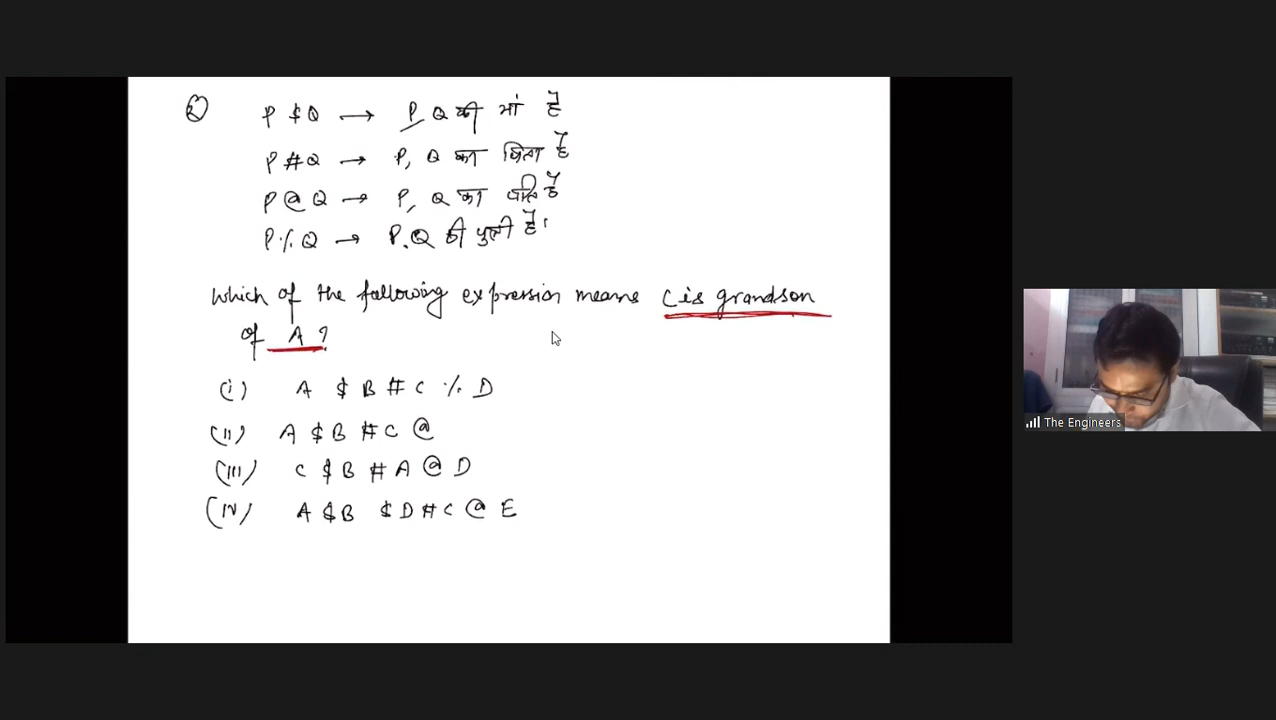 Q P $ Q → P, Q की मां है
P # Q → P, Q का पिता है
P @ Q → P, Q का पति है
P % Q → P. Q की पुत्री है।
Which of the following expression means C is grandson
of A ?
(i) A $ B # C % D
(ii) A $ B # C @
(iii) C $ B # A @ D
(iv) A $ B $ D # C @ E
The Engineers